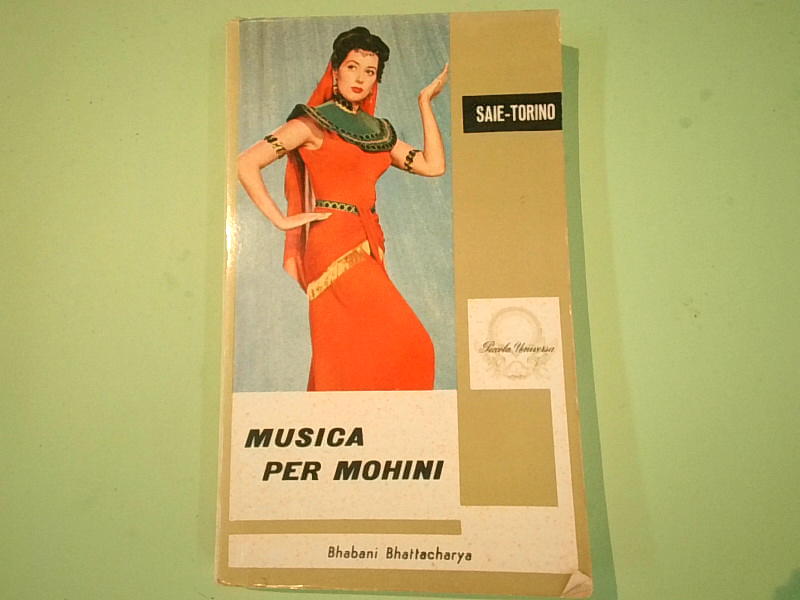 SAIE-TORINO
Piccola Universa
MUSICA
PER MOHINI
Bhabani Bhattacharya